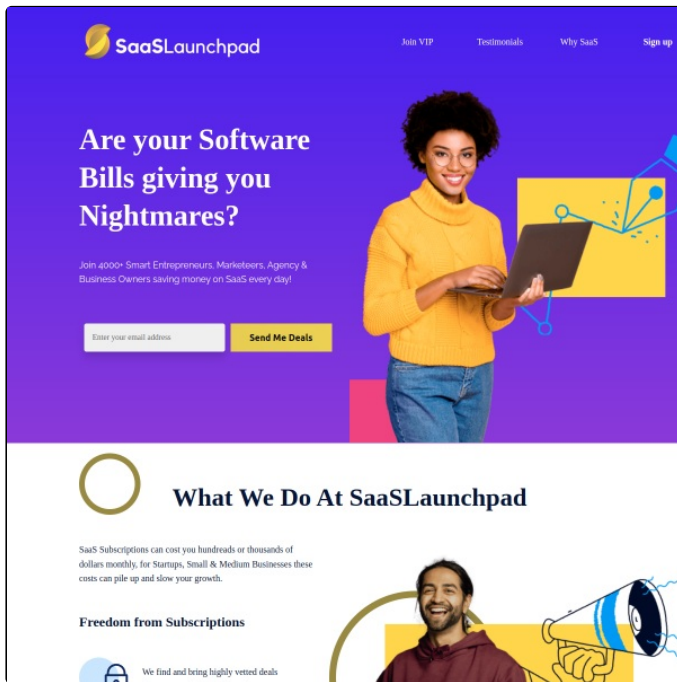 SaaSLaunchpad
Join VIP
Testimonials
Why SaaS
Sign up
Are your Software
Bills giving you
Nightmares?
Join 4000+ Smart Entrepreneurs, Marketeers, Agency &
Business Owners saving money on SaaS every day!
Enter your email address
Send Me Deals
What We Do At SaaSLaunchpad
SaaS Subscriptions can cost you hundreads or thousands of
dollars monthly, for Startups, Small & Medium Businesses these
costs can pile up and slow your growth.
Freedom from Subscriptions
We find and bring highly vetted deals